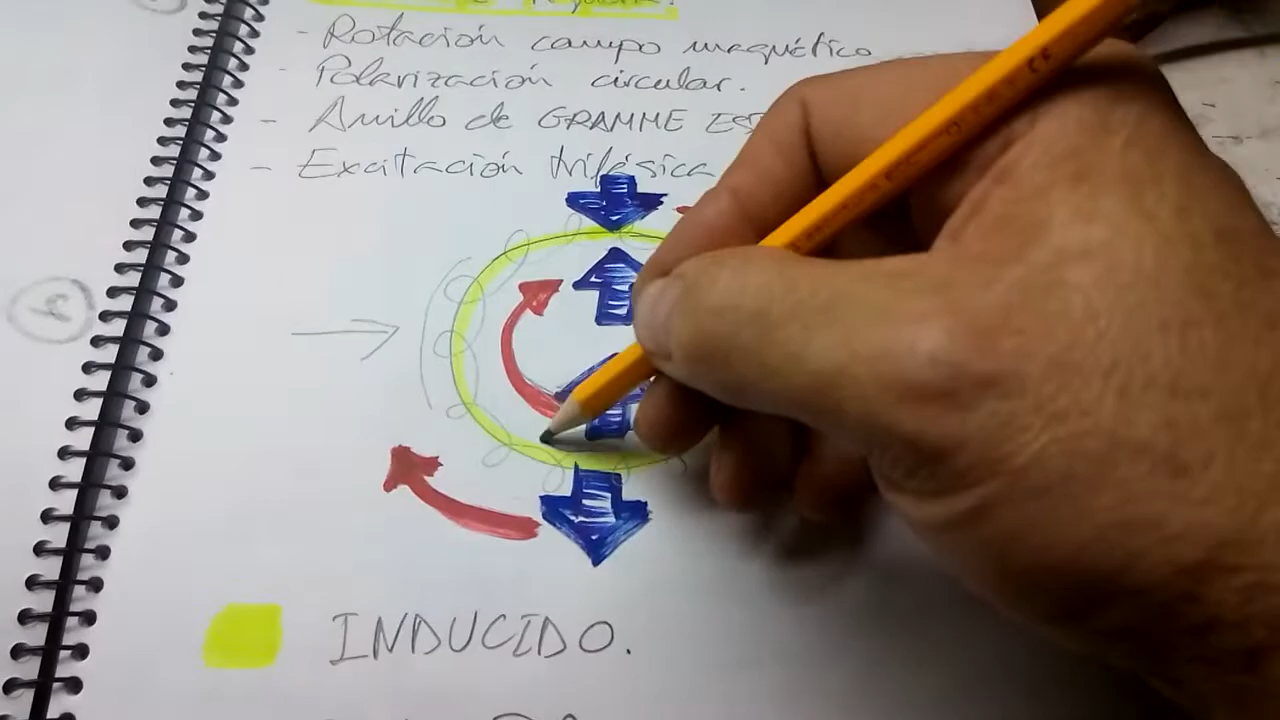 - Rotación campo magnético
- Polarización circular.
- Anillo de GRAMME
- Excitación trifásica
INDUCIDO.